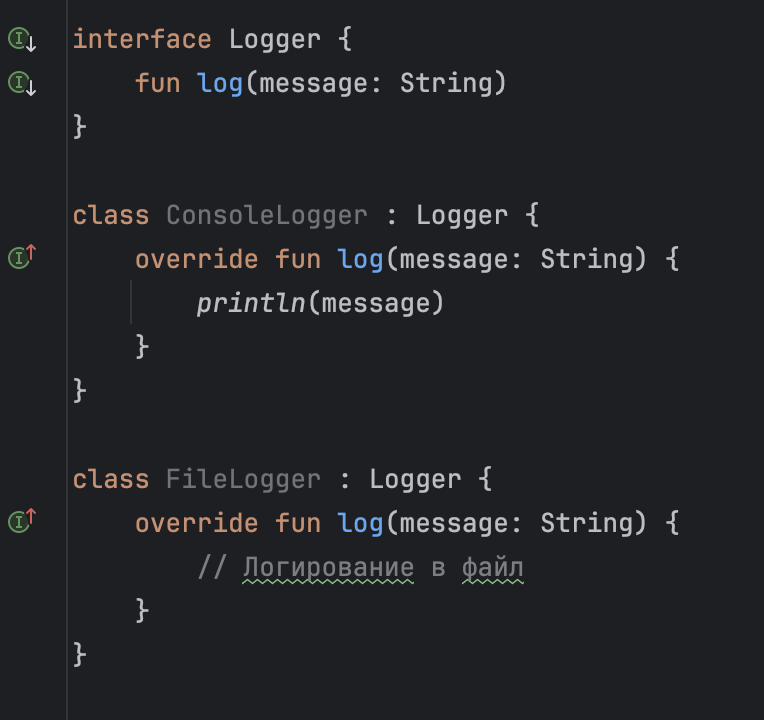 interface Logger {
    fun log(message: String)
}
class ConsoleLogger : Logger {
    override fun log(message: String) {
        println(message)
    }
}
class FileLogger : Logger {
    override fun log(message: String) {
        // Логирование в файл
    }
}